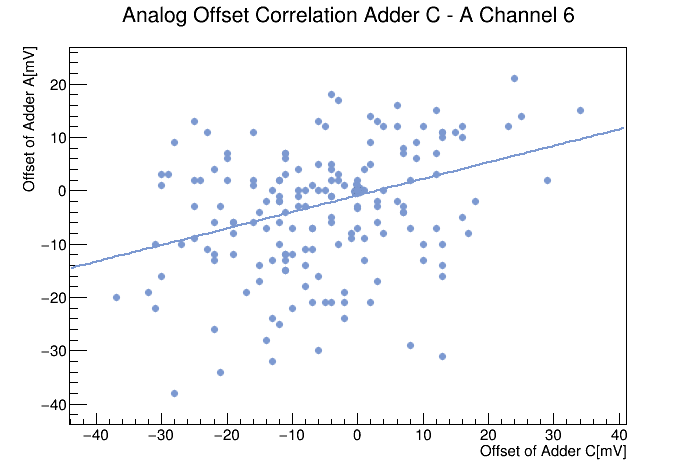 Analog Offset Correlation Adder C - A Channel 6
Offset of Adder A[mV]
20
10
0
−10
−20
−30
−40
−40 −30 −20 −10 0 10 20 30 40
Offset of Adder C[mV]